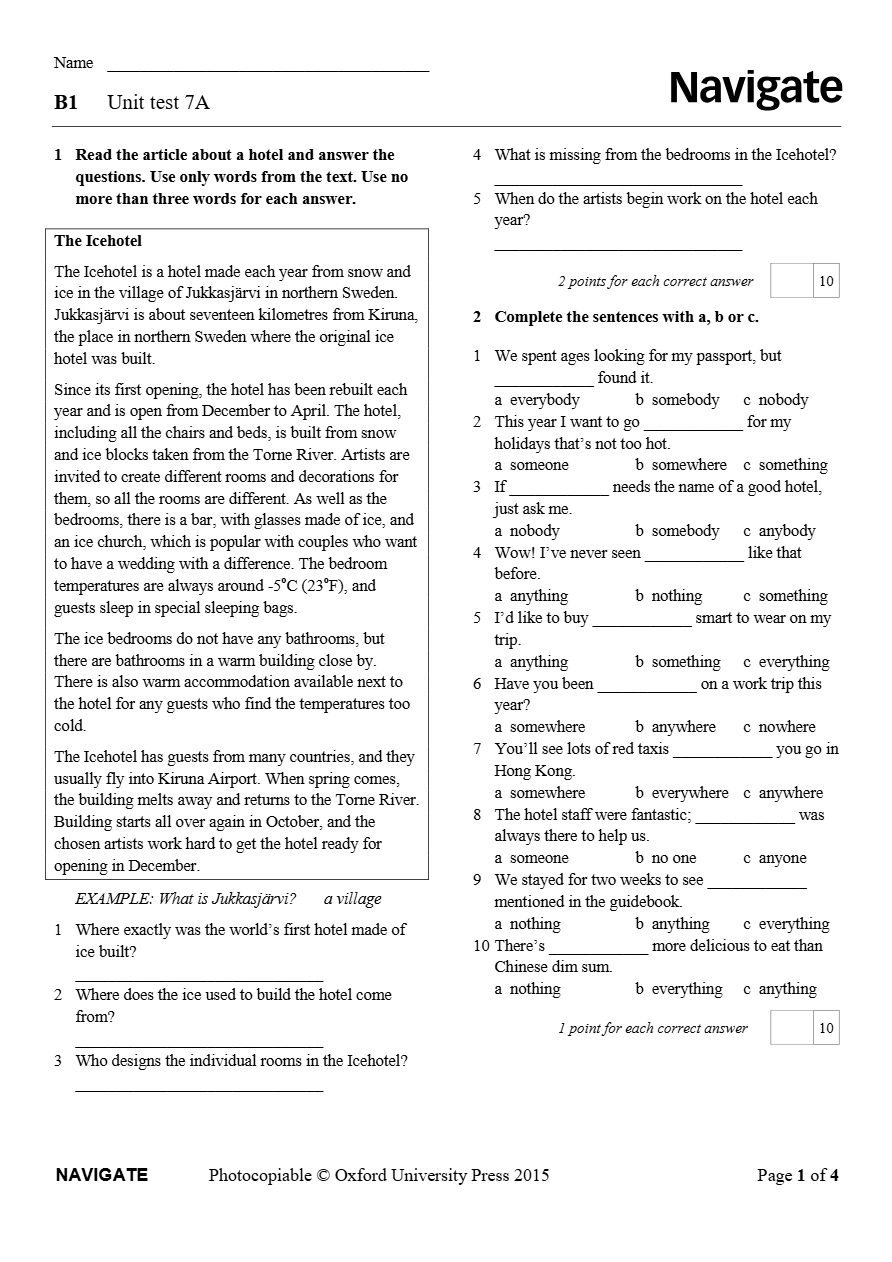 Name ______________________________________
Navigate
B1 Unit test 7A
1 Read the article about a hotel and answer the
questions. Use only words from the text. Use no
more than three words for each answer.
The Icehotel
The Icehotel is a hotel made each year from snow and
ice in the village of Jukkasjärvi in northern Sweden.
Jukkasjärvi is about seventeen kilometres from Kiruna,
the place in northern Sweden where the original ice
hotel was built.
Since its first opening, the hotel has been rebuilt each
year and is open from December to April. The hotel,
including all the chairs and beds, is built from snow
and ice blocks taken from the Torne River. Artists are
invited to create different rooms and decorations for
them, so all the rooms are different. As well as the
bedrooms, there is a bar, with glasses made of ice, and
an ice church, which is popular with couples who want
to have a wedding with a difference. The bedroom
temperatures are always around -5°C (23°F), and
guests sleep in special sleeping bags.
The ice bedrooms do not have any bathrooms, but
there are bathrooms in a warm building close by.
There is also warm accommodation available next to
the hotel for any guests who find the temperatures too
cold.
The Icehotel has guests from many countries, and they
usually fly into Kiruna Airport. When spring comes,
the building melts away and returns to the Torne River.
Building starts all over again in October, and the
chosen artists work hard to get the hotel ready for
opening in December.
EXAMPLE: What is Jukkasjärvi? a village
1 Where exactly was the world's first hotel made of
ice built?
______________________________
2 Where does the ice used to build the hotel come
from?
______________________________
3 Who designs the individual rooms in the Icehotel?
______________________________
4 What is missing from the bedrooms in the Icehotel?
______________________________
5 When do the artists begin work on the hotel each
year?
______________________________
2 points for each correct answer 10
2 Complete the sentences with a, b or c.
1 We spent ages looking for my passport, but
____________ found it.
a everybody b somebody c nobody
2 This year I want to go ____________ for my
holidays that's not too hot.
a someone b somewhere c something
3 If ____________ needs the name of a good hotel,
just ask me.
a nobody b somebody c anybody
4 Wow! I've never seen ____________ like that
before.
a anything b nothing c something
5 I'd like to buy ____________ smart to wear on my
trip.
a anything b something c everything
6 Have you been ____________ on a work trip this
year?
a somewhere b anywhere c nowhere
7 You'll see lots of red taxis ____________ you go in
Hong Kong.
a somewhere b everywhere c anywhere
8 The hotel staff were fantastic; ____________ was
always there to help us.
a someone b no one c anyone
9 We stayed for two weeks to see ____________
mentioned in the guidebook.
a nothing b anything c everything
10 There's ____________ more delicious to eat than
Chinese dim sum.
a nothing b everything c anything
1 point for each correct answer 10
NAVIGATE Photocopiable © Oxford University Press 2015 Page 1 of 4